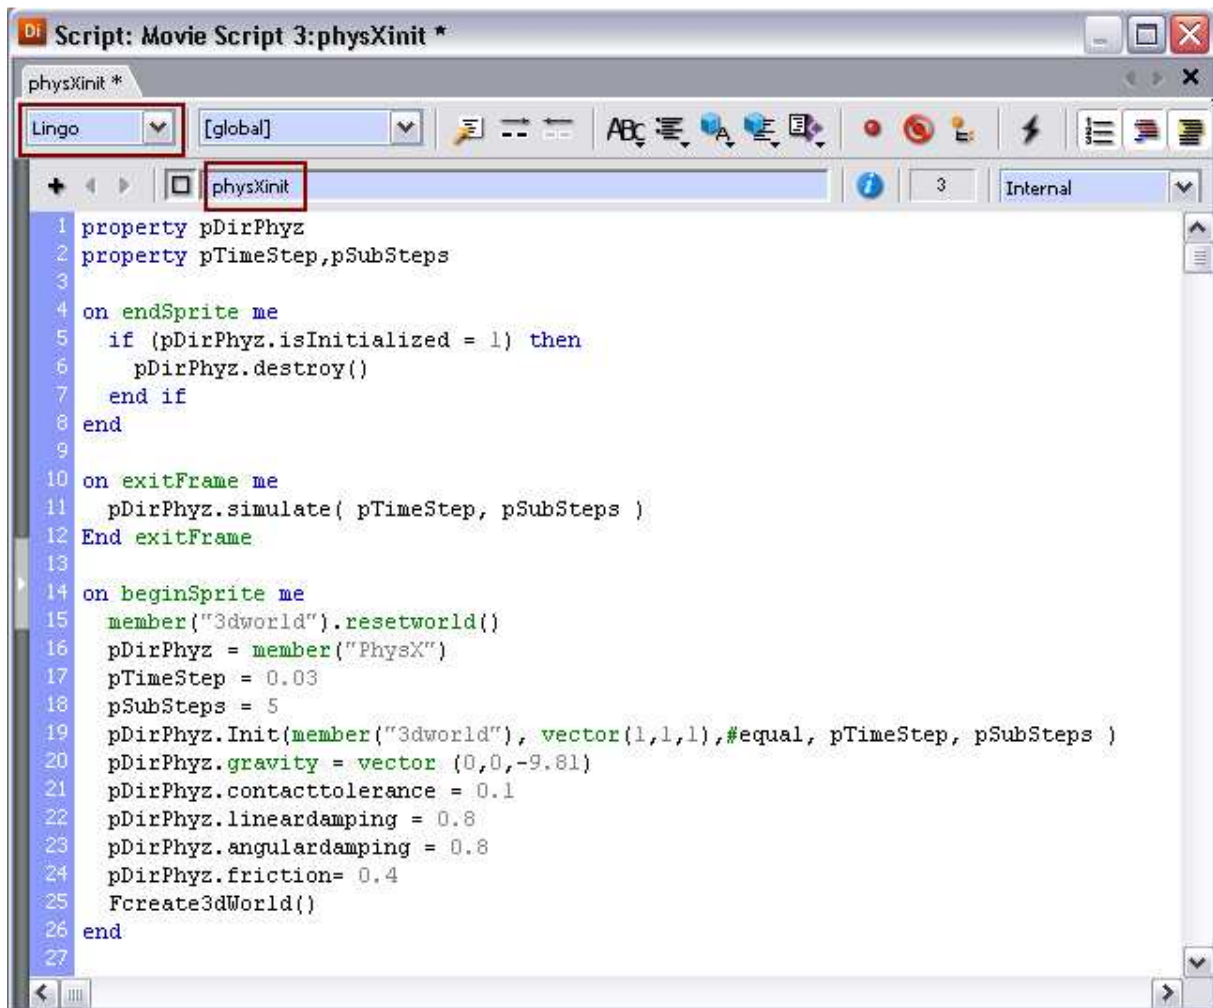 Di Script: Movie Script 3:physXinit *
physXinit *
Lingo [global] ABC A
physXinit i 3 Internal
1 property pDirPhyz
2 property pTimeStep,pSubSteps
3
4 on endSprite me
5 if (pDirPhyz.isInitialized = 1) then
6 pDirPhyz.destroy()
7 end if
8 end
9
10 on exitFrame me
11 pDirPhyz.simulate( pTimeStep, pSubSteps )
12 End exitFrame
13
14 on beginSprite me
15 member("3dworld").resetworld()
16 pDirPhyz = member("PhysX")
17 pTimeStep = 0.03
18 pSubSteps = 5
19 pDirPhyz.Init(member("3dworld"), vector(1,1,1),#equal, pTimeStep, pSubSteps )
20 pDirPhyz.gravity = vector (0,0,-9.81)
21 pDirPhyz.contacttolerance = 0.1
22 pDirPhyz.lineardamping = 0.8
23 pDirPhyz.angulardamping = 0.8
24 pDirPhyz.friction= 0.4
25 Fcreate3dWorld()
26 end
27